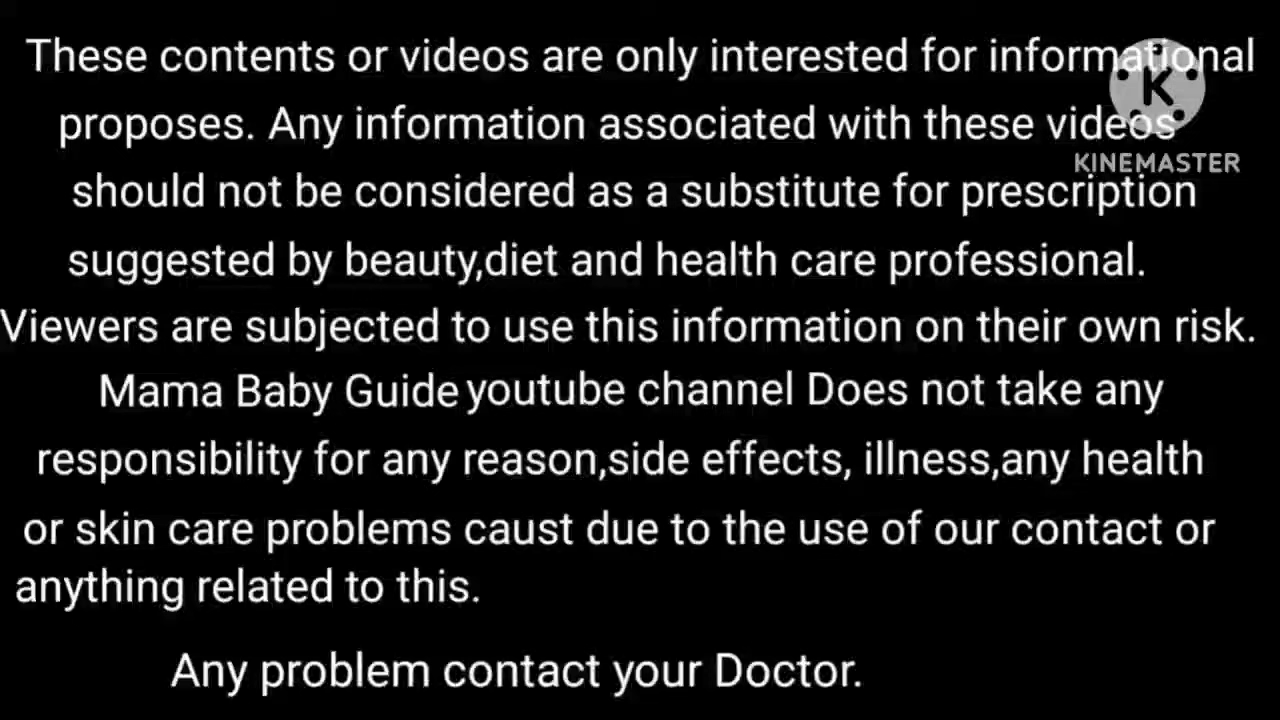 These contents or videos are only interested for informational
proposes. Any information associated with these videos
should not be considered as a substitute for prescription
suggested by beauty,diet and health care professional.
Viewers are subjected to use this information on their own risk.
Mama Baby Guide youtube channel Does not take any
responsibility for any reason,side effects, illness,any health
or skin care problems caust due to the use of our contact or
anything related to this.
Any problem contact your Doctor.
K
KINEMASTER